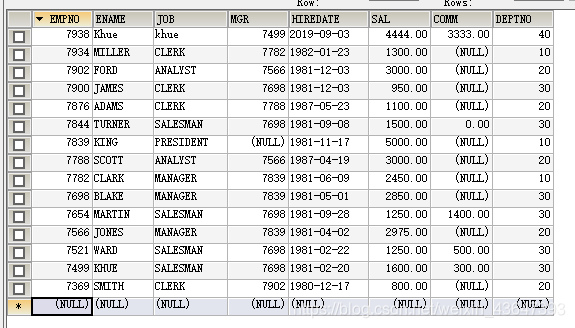 Row: Rows:
EMPNO ENAME JOB MGR HIREDATE SAL COMM DEPTNO
7938 Khue khue 7499 2019-09-03 4444.00 3333.00 40
7934 MILLER CLERK 7782 1982-01-23 1300.00 (NULL) 10
7902 FORD ANALYST 7566 1981-12-03 3000.00 (NULL) 20
7900 JAMES CLERK 7698 1981-12-03 950.00 (NULL) 30
7876 ADAMS CLERK 7788 1987-05-23 1100.00 (NULL) 20
7844 TURNER SALESMAN 7698 1981-09-08 1500.00 0.00 30
7839 KING PRESIDENT (NULL) 1981-11-17 5000.00 (NULL) 10
7788 SCOTT ANALYST 7566 1987-04-19 3000.00 (NULL) 20
7782 CLARK MANAGER 7839 1981-06-09 2450.00 (NULL) 10
7698 BLAKE MANAGER 7839 1981-05-01 2850.00 (NULL) 30
7654 MARTIN SALESMAN 7698 1981-09-28 1250.00 1400.00 30
7566 JONES MANAGER 7839 1981-04-02 2975.00 (NULL) 20
7521 WARD SALESMAN 7698 1981-02-22 1250.00 500.00 30
7499 KHUE SALESMAN 7698 1981-02-20 1600.00 300.00 30
7369 SMITH CLERK 7902 1980-12-17 800.00 (NULL) 20
* (NULL) (NULL) (NULL) (NULL) (NULL) (NULL) (NULL) (NULL)